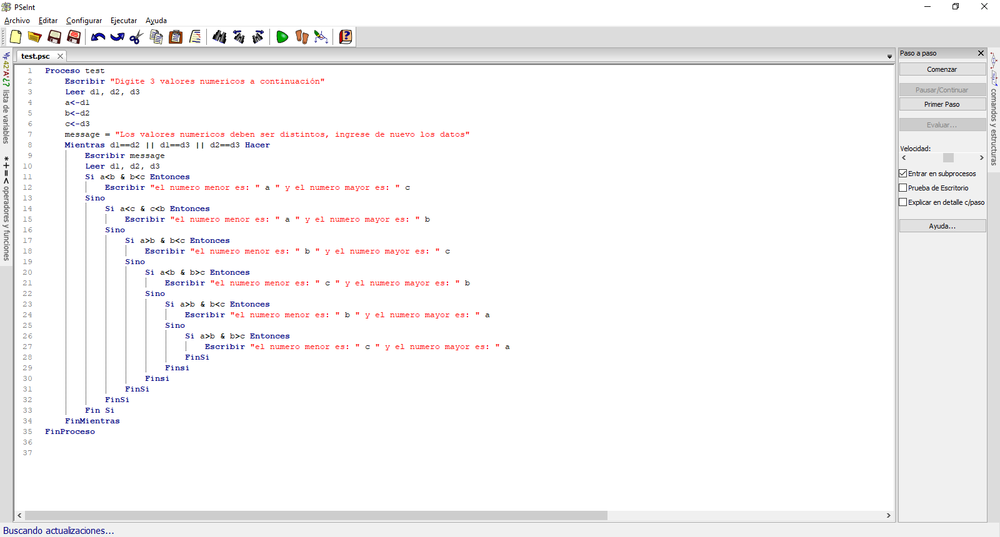 PSeInt
Archivo Editar Configurar Ejecutar Ayuda
test.psc
1 Proceso test
2 Escribir "Digite 3 valores numericos a continuación"
3 Leer d1, d2, d3
4 a<-d1
5 b<-d2
6 c<-d3
7 message = "Los valores numericos deben ser distintos, ingrese de nuevo los datos"
8 Mientras d1==d2 || d1==d3 || d2==d3 Hacer
9 Escribir message
10 Leer d1, d2, d3
11 Si a<b & b<c Entonces
12 Escribir "el numero menor es: " a " y el numero mayor es: " c
13 Sino
14 Si a<c & c<b Entonces
15 Escribir "el numero menor es: " a " y el numero mayor es: " b
16 Sino
17 Si a>b & b<c Entonces
18 Escribir "el numero menor es: " b " y el numero mayor es: " c
19 Sino
20 Si a<b & b>c Entonces
21 Escribir "el numero menor es: " c " y el numero mayor es: " b
22 Sino
23 Si a>b & b<c Entonces
24 Escribir "el numero menor es: " b " y el numero mayor es: " a
25 Sino
26 Si a>b & b>c Entonces
27 Escribir "el numero menor es: " c " y el numero mayor es: " a
28 FinSi
29 Finsi
30 Finsi
31 FinSi
32 FinSi
33 Fin Si
34 FinMientras
35 FinProceso
36
37
V/F 42 'A' ¿? lista de variables
* + = < operadores y funciones
Paso a paso
Comenzar
Pausar/Continuar
Primer Paso
Evaluar...
Velocidad:
Entrar en subprocesos
Prueba de Escritorio
Explicar en detalle c/paso
Ayuda...
comandos y estructuras
Buscando actualizaciones...